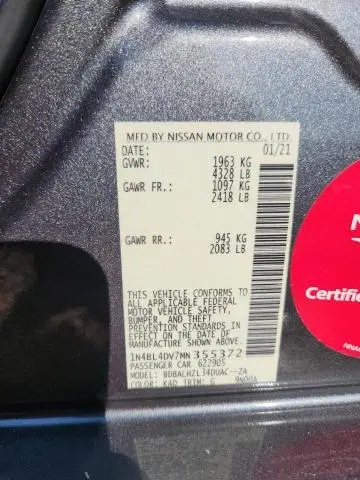 MFD BY NISSAN MOTOR CO., LTD.
DATE: 01/21
GVWR: 1963 KG
4328 LB
GAWR FR.: 1097 KG
2418 LB
GAWR RR.: 945 KG
2083 LB
THIS VEHICLE CONFORMS TO
ALL APPLICABLE FEDERAL
MOTOR VEHICLE SAFETY,
BUMPER, AND THEFT
PREVENTION STANDARDS
IN EFFECT ON THE DATE OF
MANUFACTURE SHOWN ABOVE.
1N4BL4DV7MN355372
PASSENGER CAR 622905
MODEL: BDBALHZL34DUAC--ZA
COLOR: KAD TRIM: G
Certifie